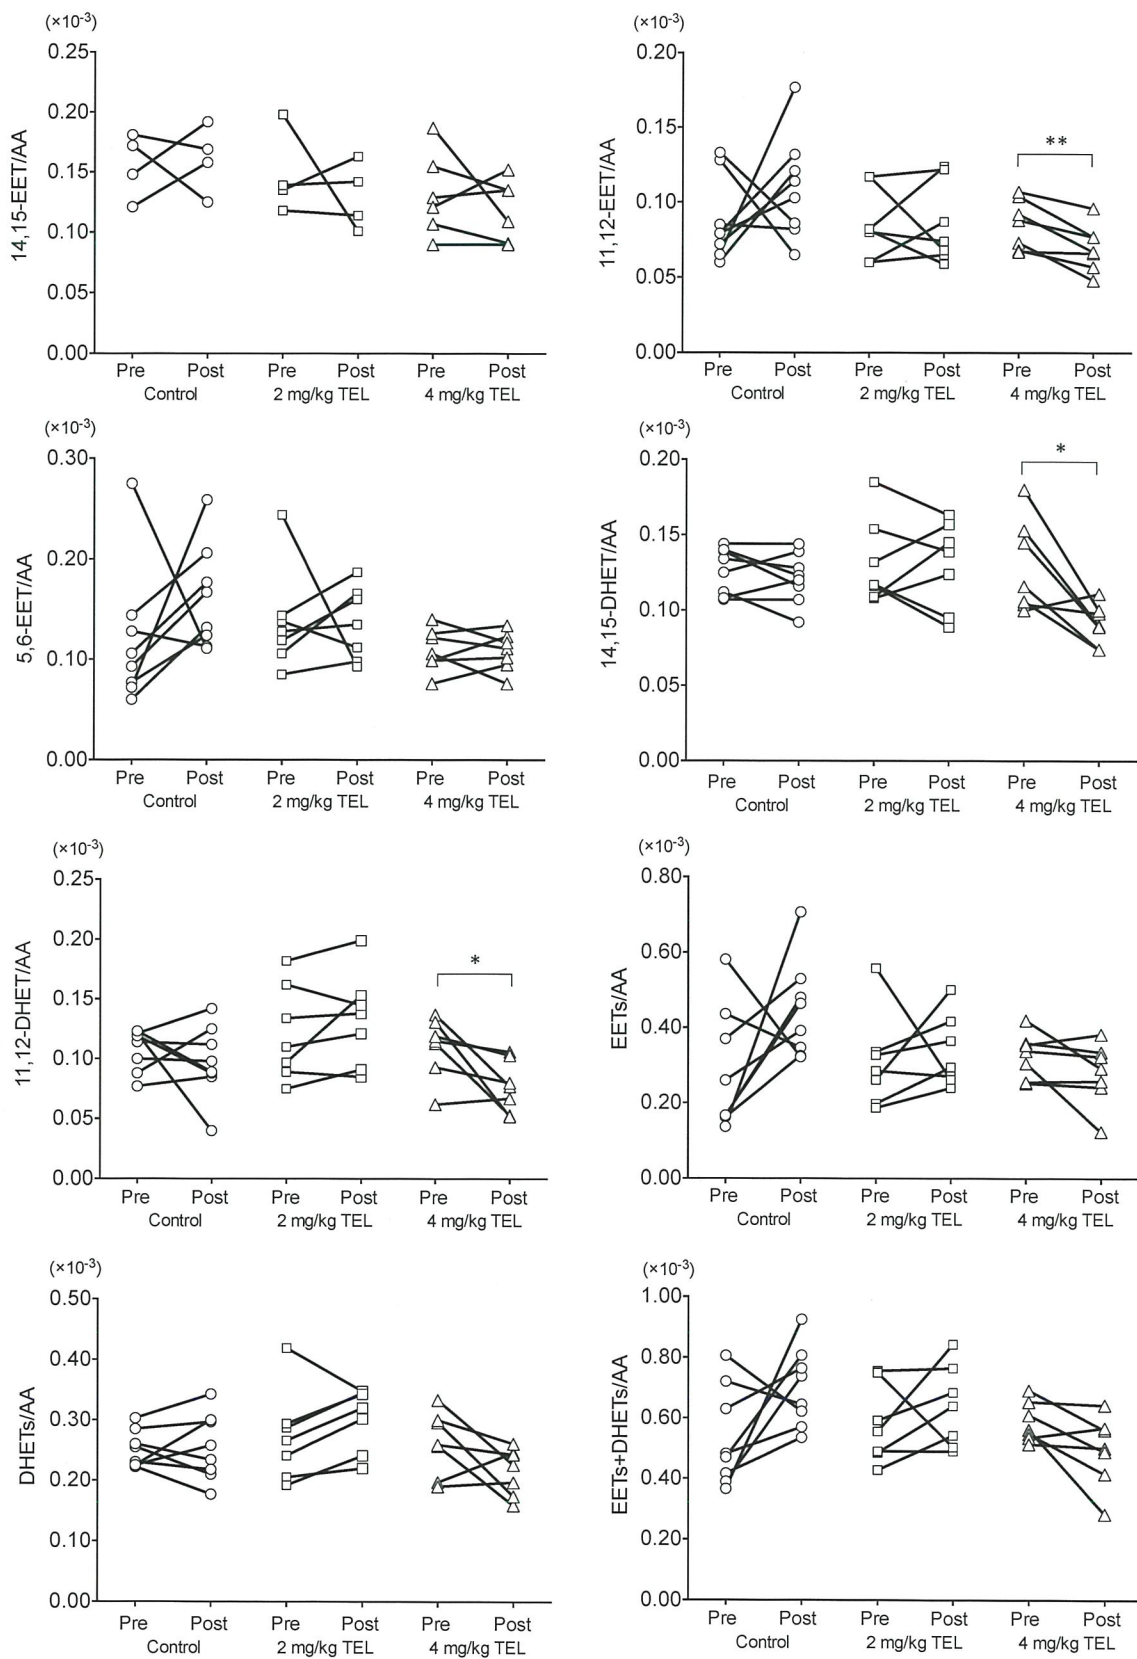 (×10-3)
14,15-EET/AA
0.25
0.20
0.15
0.10
0.05
0.00
Pre Post Pre Post Pre Post
Control 2 mg/kg TEL 4 mg/kg TEL
(×10-3)
11,12-EET/AA
0.20
0.15
0.10
0.05
0.00
**
Pre Post Pre Post Pre Post
Control 2 mg/kg TEL 4 mg/kg TEL
(×10-3)
5,6-EET/AA
0.30
0.20
0.10
0.00
Pre Post Pre Post Pre Post
Control 2 mg/kg TEL 4 mg/kg TEL
(×10-3)
14,15-DHET/AA
0.20
0.15
0.10
0.05
0.00
*
Pre Post Pre Post Pre Post
Control 2 mg/kg TEL 4 mg/kg TEL
(×10-3)
11,12-DHET/AA
0.25
0.20
0.15
0.10
0.05
0.00
*
Pre Post Pre Post Pre Post
Control 2 mg/kg TEL 4 mg/kg TEL
(×10-3)
EETs/AA
0.80
0.60
0.40
0.20
0.00
Pre Post Pre Post Pre Post
Control 2 mg/kg TEL 4 mg/kg TEL
(×10-3)
DHETs/AA
0.50
0.40
0.30
0.20
0.10
0.00
Pre Post Pre Post Pre Post
Control 2 mg/kg TEL 4 mg/kg TEL
(×10-3)
EETs+DHETs/AA
1.00
0.80
0.60
0.40
0.20
0.00
Pre Post Pre Post Pre Post
Control 2 mg/kg TEL 4 mg/kg TEL